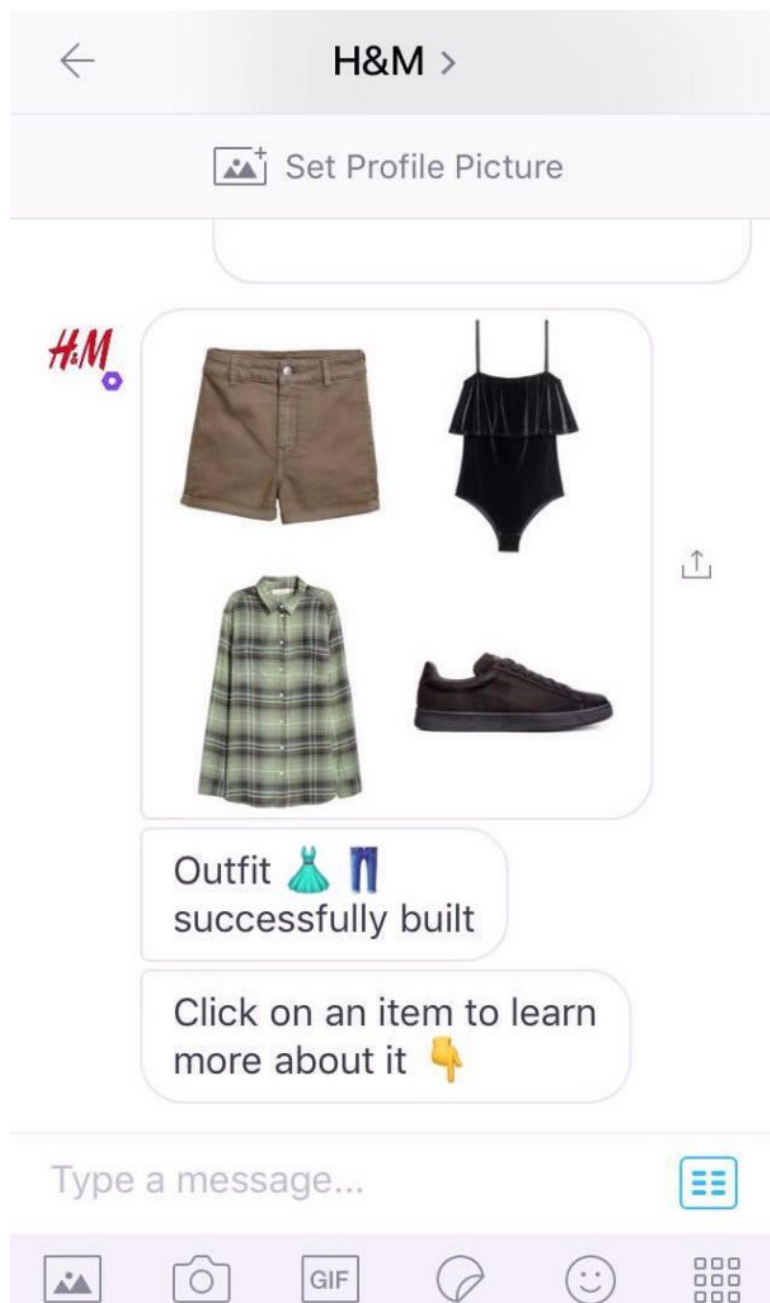 H&M >
Set Profile Picture
H&M
Outfit 👗 👖
successfully built
Click on an item to learn
more about it 👇
Type a message...
GIF